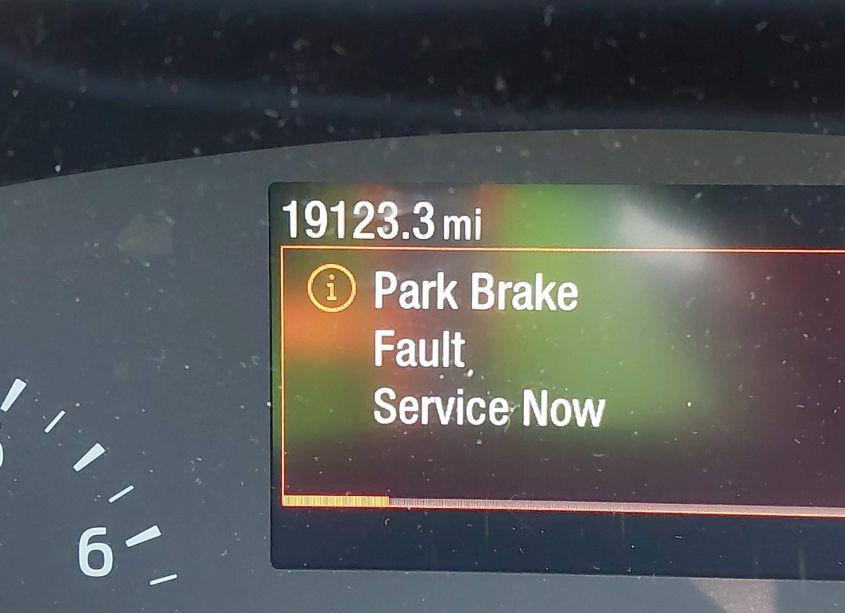 19123.3 mi
Park Brake
Fault
Service Now
6